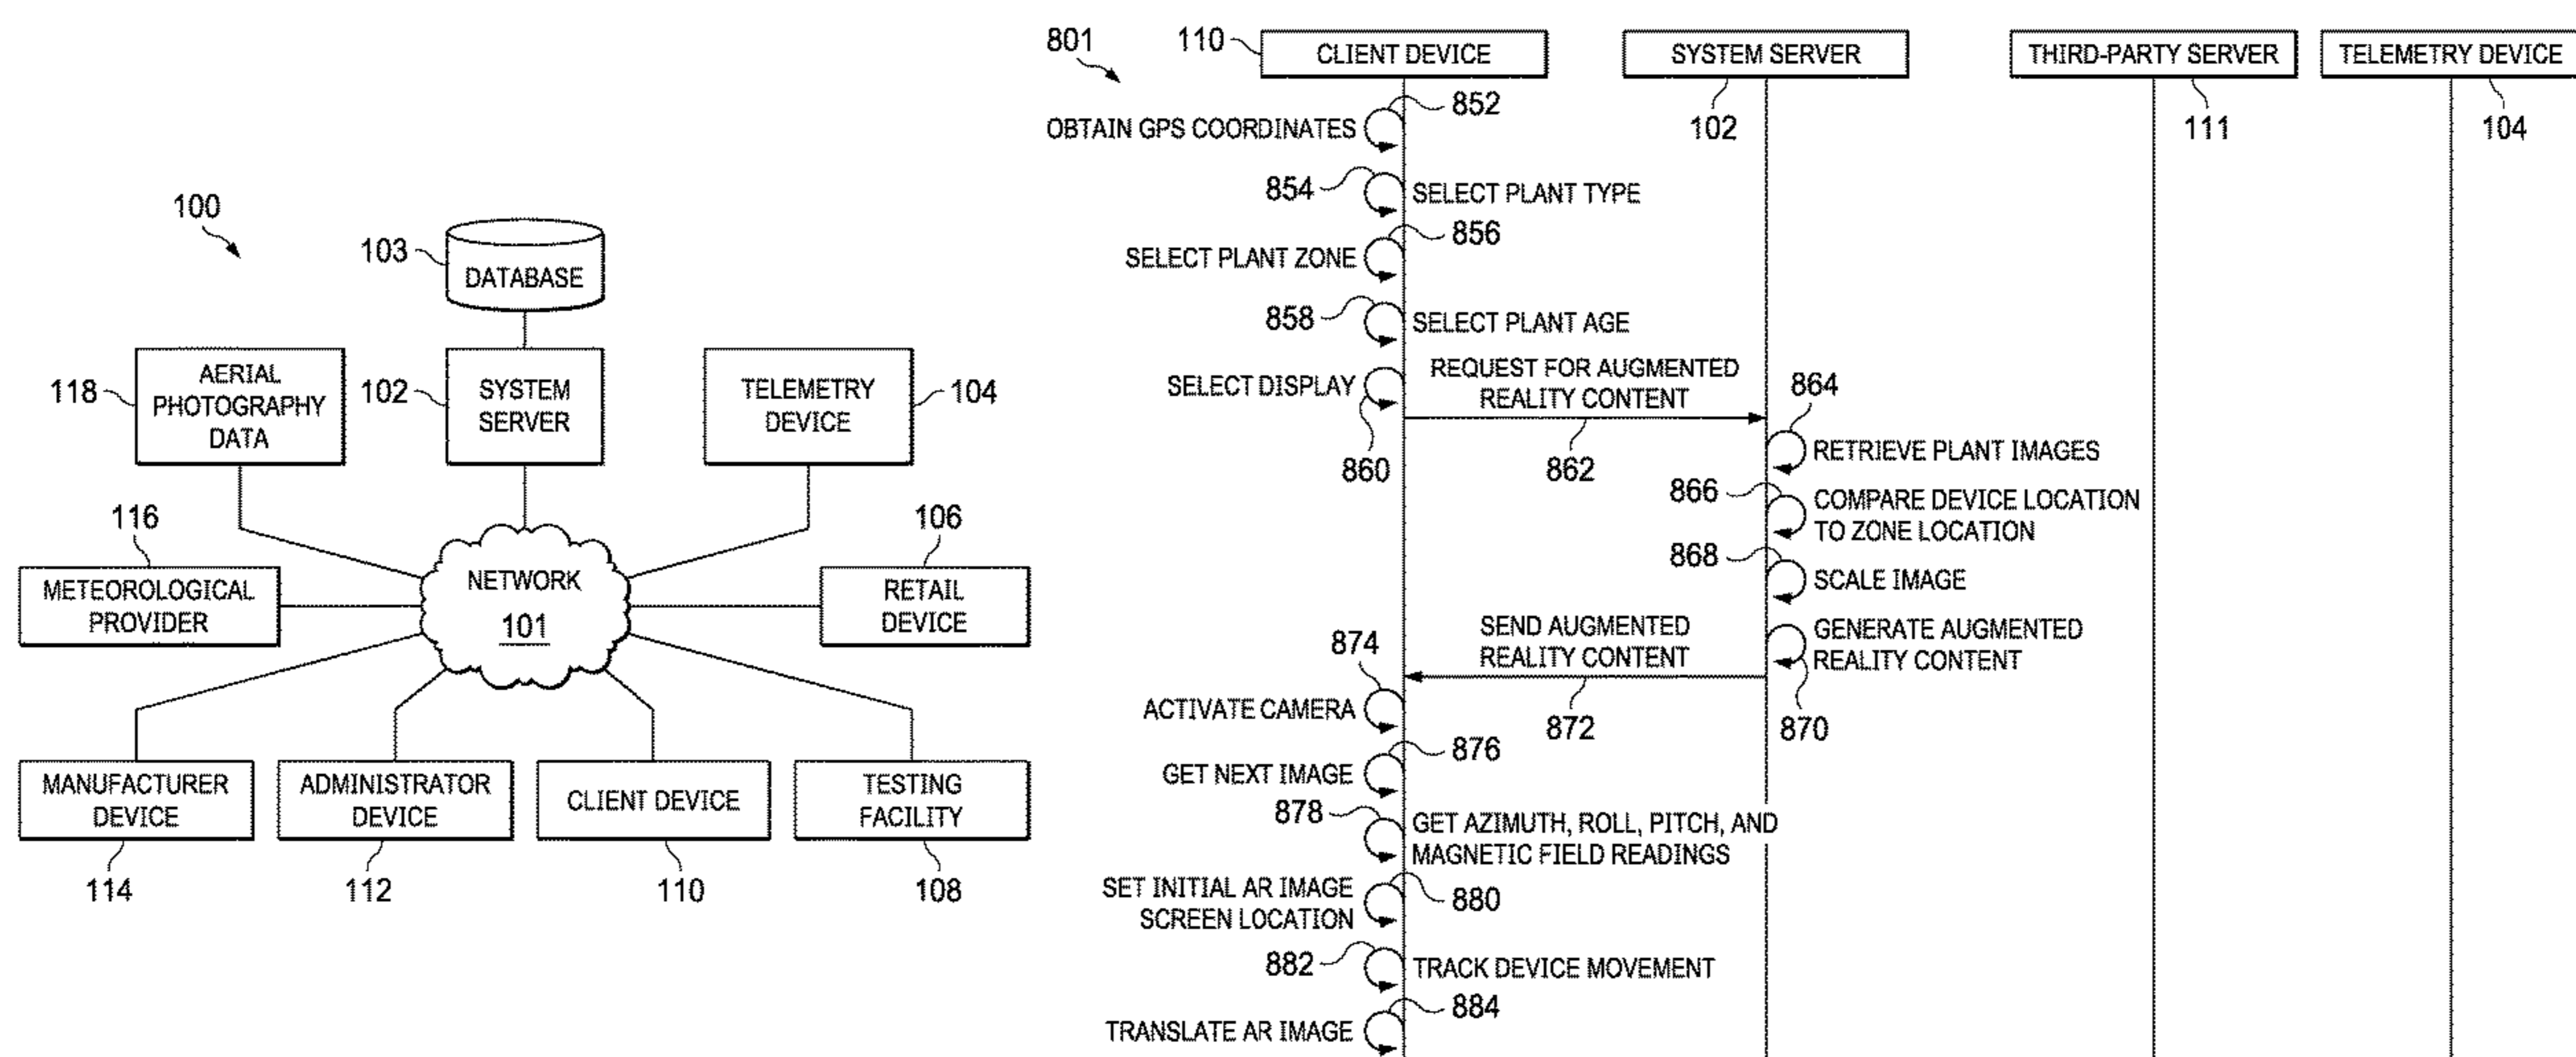 100
103
DATABASE
118
AERIAL
PHOTOGRAPHY
DATA
102
SYSTEM
SERVER
TELEMETRY
DEVICE
104
116
METEOROLOGICAL
PROVIDER
NETWORK
101
106
RETAIL
DEVICE
MANUFACTURER
DEVICE
114
ADMINISTRATOR
DEVICE
112
CLIENT DEVICE
110
TESTING
FACILITY
108
801
110
CLIENT DEVICE
SYSTEM SERVER
102
THIRD-PARTY SERVER
111
TELEMETRY DEVICE
104
OBTAIN GPS COORDINATES
852
854
SELECT PLANT TYPE
SELECT PLANT ZONE
856
858
SELECT PLANT AGE
SELECT DISPLAY
860
REQUEST FOR AUGMENTED
REALITY CONTENT
862
864
RETRIEVE PLANT IMAGES
866
COMPARE DEVICE LOCATION
TO ZONE LOCATION
868
SCALE IMAGE
GENERATE AUGMENTED
REALITY CONTENT
870
SEND AUGMENTED
REALITY CONTENT
872
874
ACTIVATE CAMERA
GET NEXT IMAGE
876
878
GET AZIMUTH, ROLL, PITCH, AND
MAGNETIC FIELD READINGS
SET INITIAL AR IMAGE
SCREEN LOCATION
880
882
TRACK DEVICE MOVEMENT
TRANSLATE AR IMAGE
884